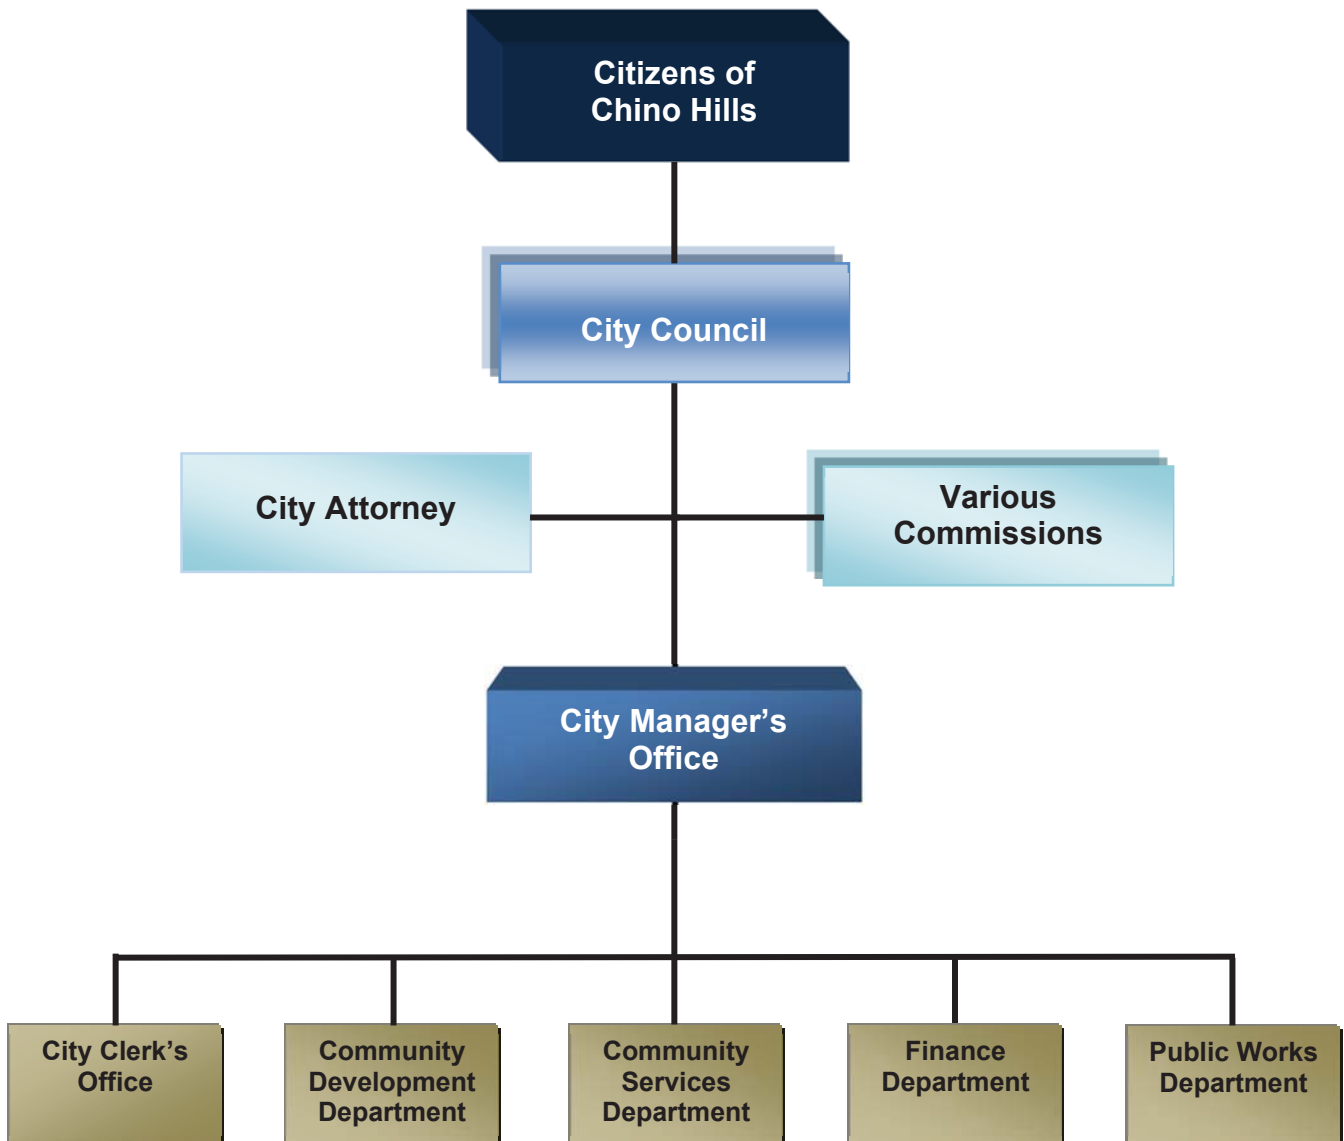 Citizens of
Chino Hills
City Council
City Attorney
Various
Commissions
City Manager’s
Office
City Clerk’s
Office
Community
Development
Department
Community
Services
Department
Finance
Department
Public Works
Department